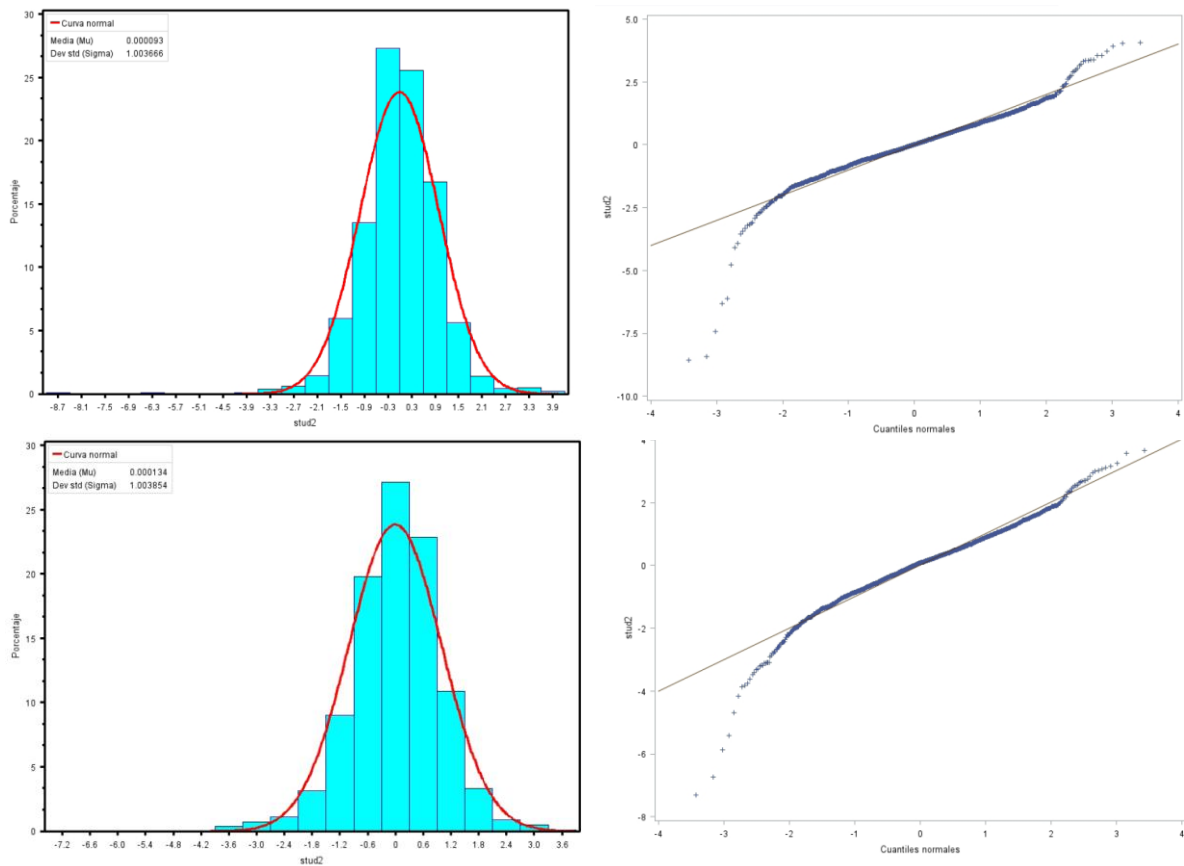 Curva normal
Media (Mu) 0.000093
Dev std (Sigma) 1.003666
30
25
20
15
10
5
0
Porcentaje
-8.7 -8.1 -7.5 -6.9 -6.3 -5.7 -5.1 -4.5 -3.9 -3.3 -2.7 -2.1 -1.5 -0.9 -0.3 0.3 0.9 1.5 2.1 2.7 3.3 3.9
stud2
5.0
2.5
0
-2.5
-5.0
-7.5
-10.0
stud2
-4 -3 -2 -1 0 1 2 3 4
Cuantiles normales
Curva normal
Media (Mu) 0.000134
Dev std (Sigma) 1.003854
30
25
20
15
10
5
0
Porcentaje
-7.2 -6.6 -6.0 -5.4 -4.8 -4.2 -3.6 -3.0 -2.4 -1.8 -1.2 -0.6 0 0.6 1.2 1.8 2.4 3.0 3.6
stud2
2
0
-2
-4
-6
-8
stud2
-4 -3 -2 -1 0 1 2 3 4
Cuantiles normales